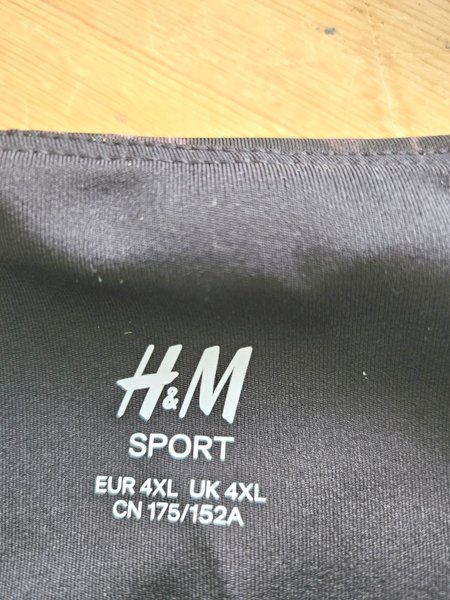 H&M
SPORT
EUR 4XL UK 4XL
CN 175/152A